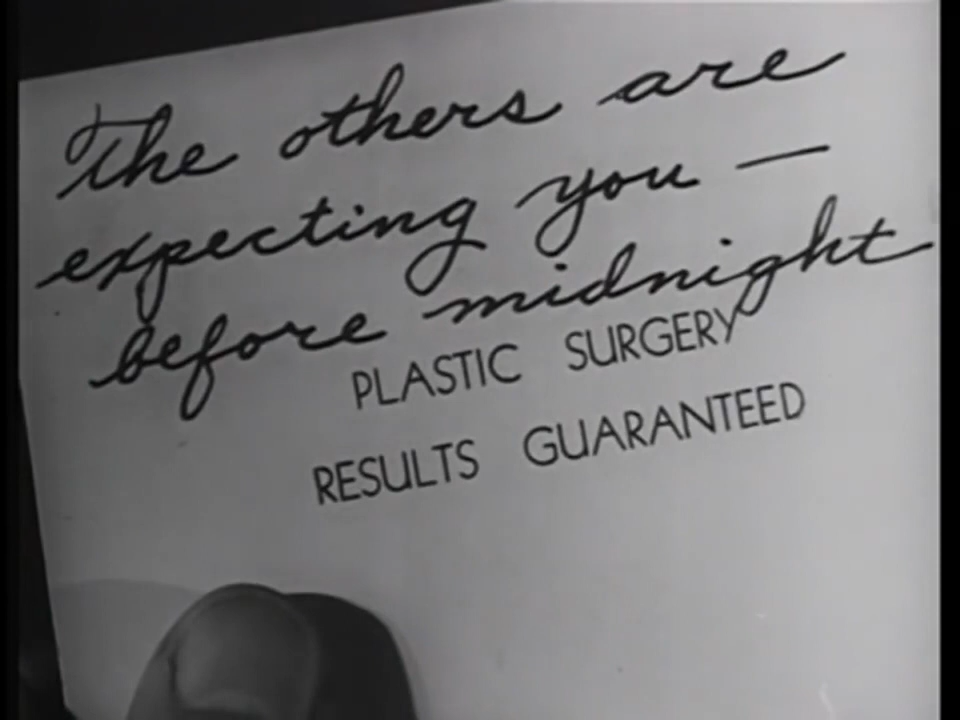 The others are
expecting you —
before midnight
PLASTIC SURGERY
RESULTS GUARANTEED